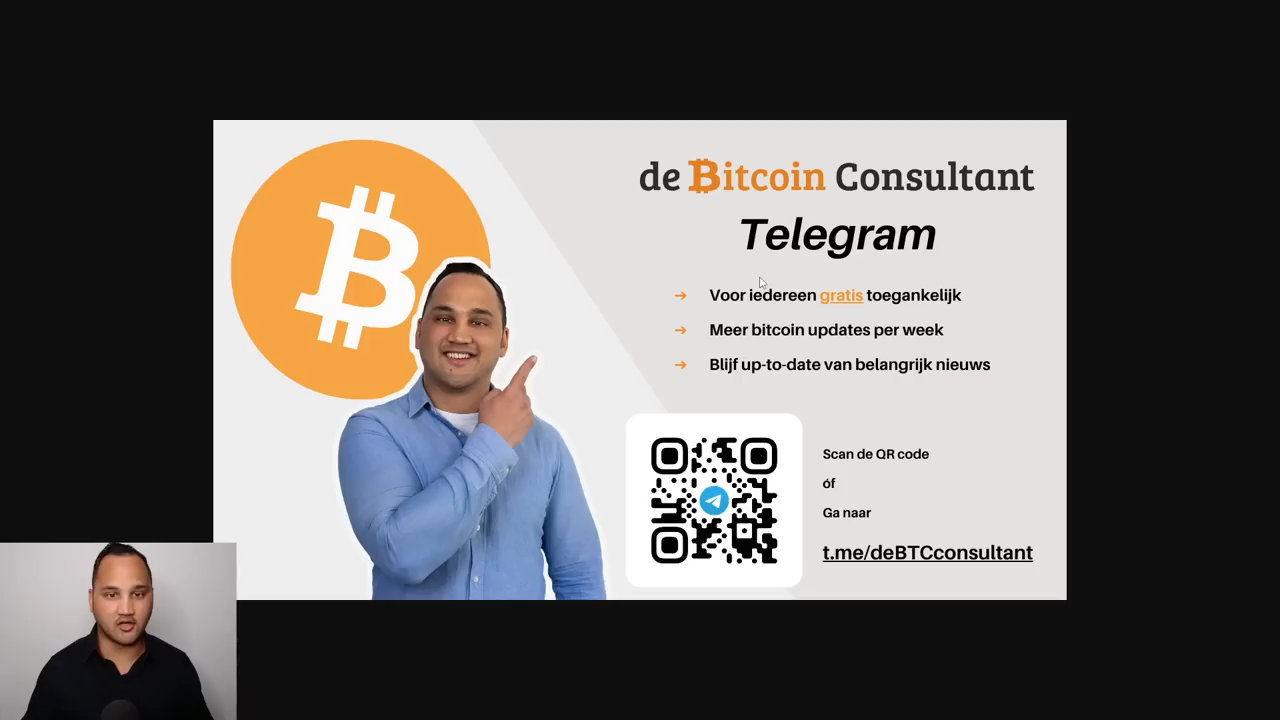 de Bitcoin Consultant
Telegram
➔ Voor iedereen gratis toegankelijk
➔ Meer bitcoin updates per week
➔ Blijf up-to-date van belangrijk nieuws
Scan de QR code
óf
Ga naar
t.me/deBTCconsultant